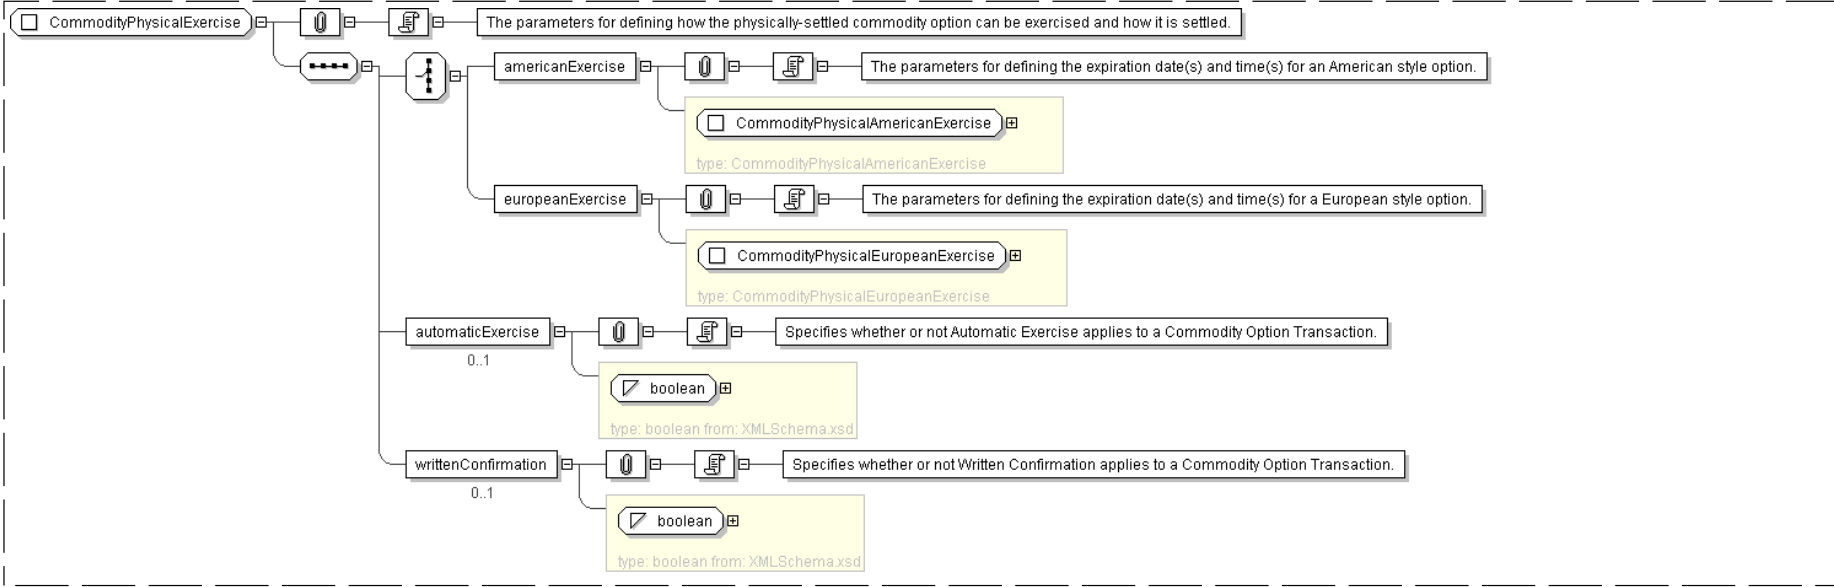 CommodityPhysicalExercise
The parameters for defining how the physically-settled commodity option can be exercised and how it is settled.
americanExercise
The parameters for defining the expiration date(s) and time(s) for an American style option.
CommodityPhysicalAmericanExercise
type: CommodityPhysicalAmericanExercise
europeanExercise
The parameters for defining the expiration date(s) and time(s) for a European style option.
CommodityPhysicalEuropeanExercise
type: CommodityPhysicalEuropeanExercise
automaticExercise
Specifies whether or not Automatic Exercise applies to a Commodity Option Transaction.
0..1
boolean
type: boolean from: XMLSchema.xsd
writtenConfirmation
Specifies whether or not Written Confirmation applies to a Commodity Option Transaction.
0..1
boolean
type: boolean from: XMLSchema.xsd